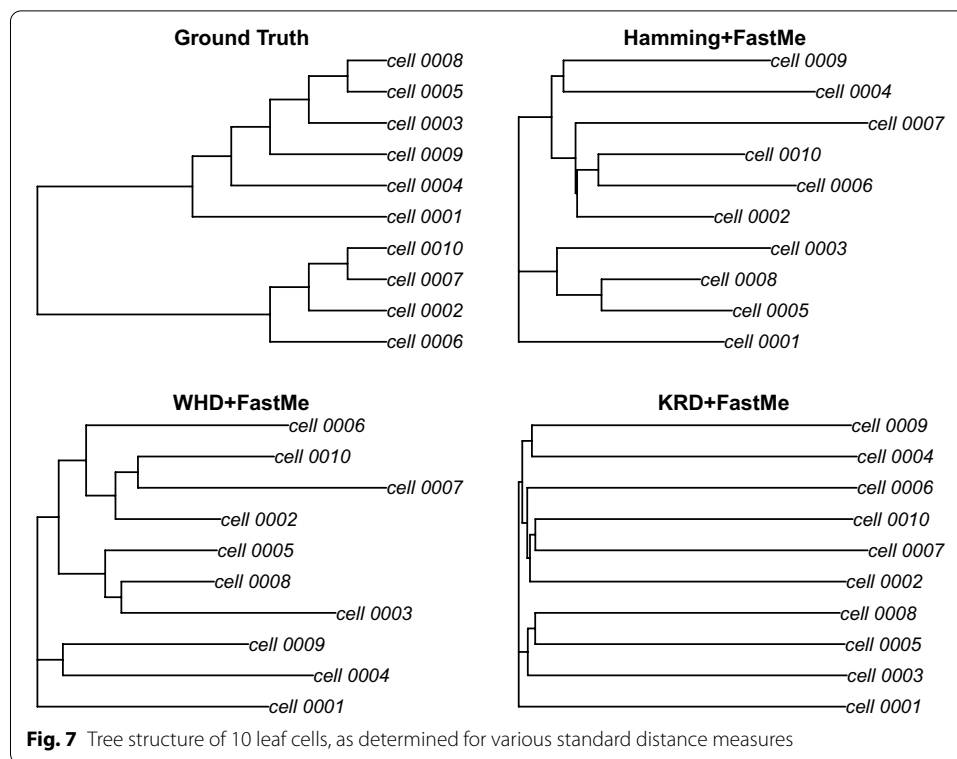 Ground Truth
cell 0008
cell 0005
cell 0003
cell 0009
cell 0004
cell 0001
cell 0010
cell 0007
cell 0002
cell 0006
Hamming+FastMe
cell 0009
cell 0004
cell 0007
cell 0010
cell 0006
cell 0002
cell 0003
cell 0008
cell 0005
cell 0001
WHD+FastMe
cell 0006
cell 0010
cell 0007
cell 0002
cell 0005
cell 0008
cell 0003
cell 0009
cell 0004
cell 0001
KRD+FastMe
cell 0009
cell 0004
cell 0006
cell 0010
cell 0007
cell 0002
cell 0008
cell 0005
cell 0003
cell 0001
Fig. 7 Tree structure of 10 leaf cells, as determined for various standard distance measures